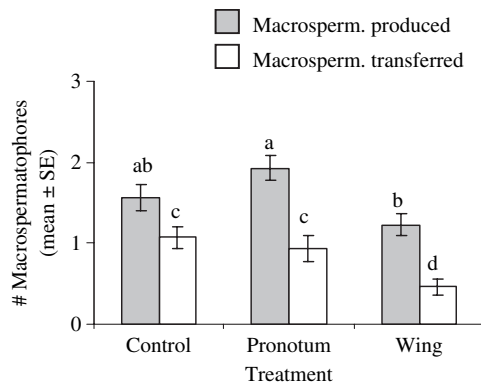 Macrosperm. produced
Macrosperm. transferred
# Macrospermatophores
(mean ± SE)
3
2
1
0
ab
c
a
c
b
d
Control
Pronotum
Wing
Treatment